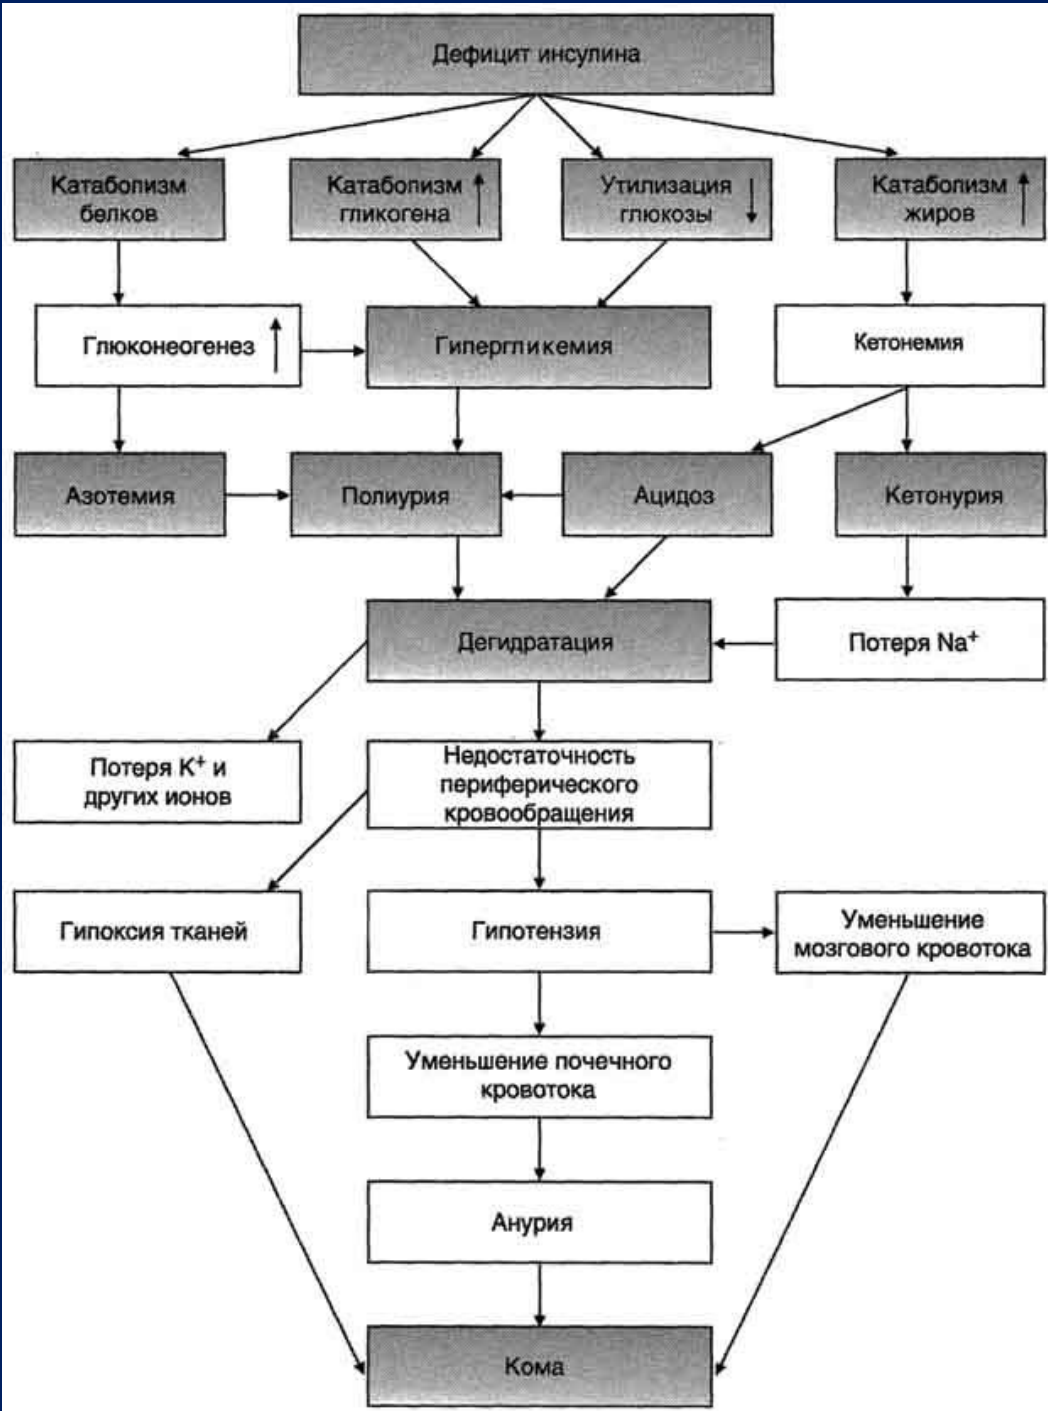 Дефицит инсулина
Катаболизм
белков
Катаболизм
гликогена
Утилизация
глюкозы
Катаболизм
жиров
Глюконеогенез
Гипергликемия
Кетонемия
Азотемия
Полиурия
Ацидоз
Кетонурия
Дегидратация
Потеря Na⁺
Потеря К⁺ и
других ионов
Недостаточность
периферического
кровообращения
Гипоксия тканей
Гипотензия
Уменьшение
мозгового кровотока
Уменьшение почечного
кровотока
Анурия
Кома